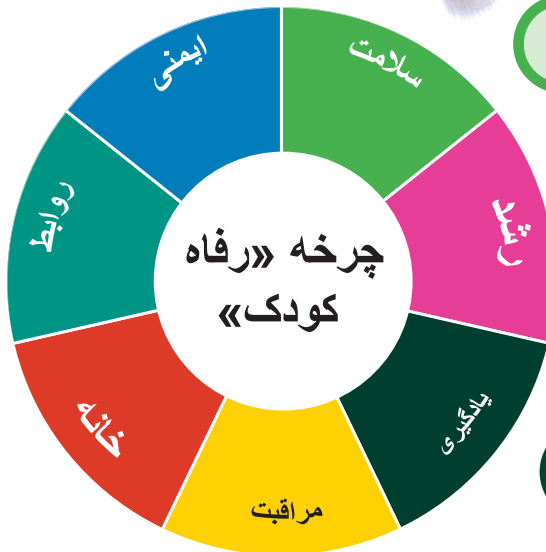 چرخه «رفاه
کودک»
سلامت
رشد
یادگیری
مراقبت
خانه
روابط
ایمنی